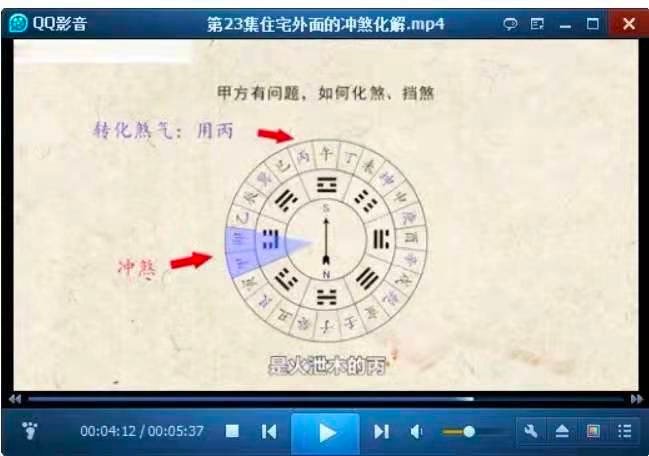 QQ影音
第23集住宅外面的冲煞化解.mp4
甲方有问题，如何化煞、挡煞
转化煞气：用丙
巽 巳 丙 午 丁 未 坤 申 庚 酉 辛 戌 乾 亥 壬 子 癸 丑 艮 寅 甲 卯 乙 辰
S
N
冲煞
是火泄木的丙
00:04:12 / 00:05:37